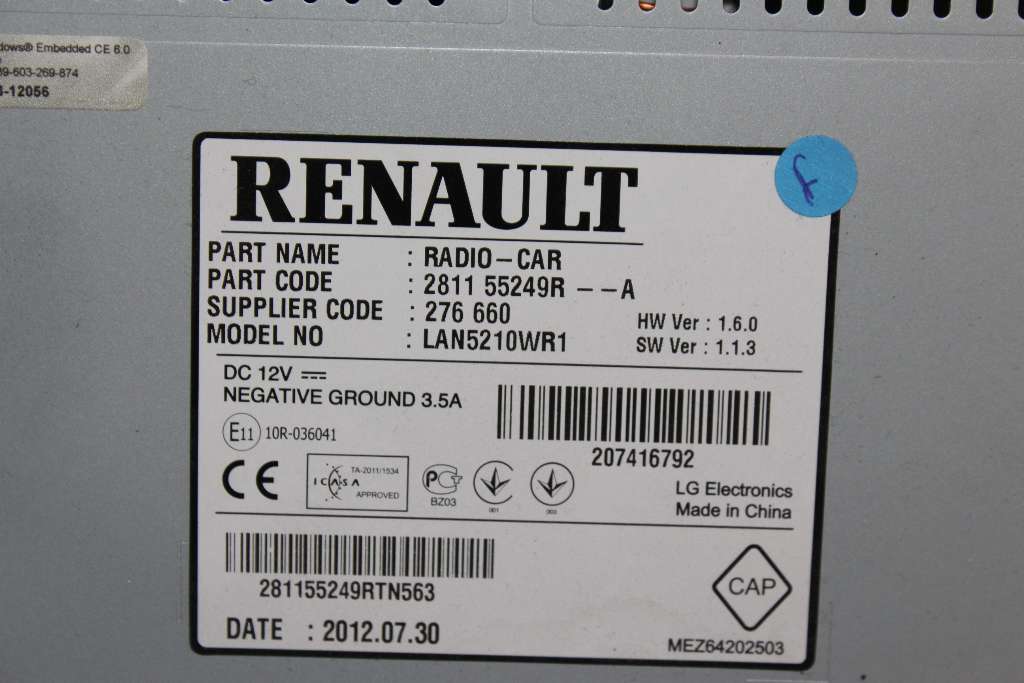 Embedded CE 6.0
-603-269-874
-12056
RENAULT
PART NAME : RADIO-CAR
PART CODE : 2811 55249R --A
SUPPLIER CODE : 276 660
MODEL NO : LAN5210WR1
HW Ver : 1.6.0
SW Ver : 1.1.3
DC 12V
NEGATIVE GROUND 3.5A
E11 10R-036041
207416792
CE
ICASA
TA-2011/1534
APPROVED
BZ03
001
003
LG Electronics
Made in China
281155249RTN563
CAP
DATE : 2012.07.30
MEZ64202503